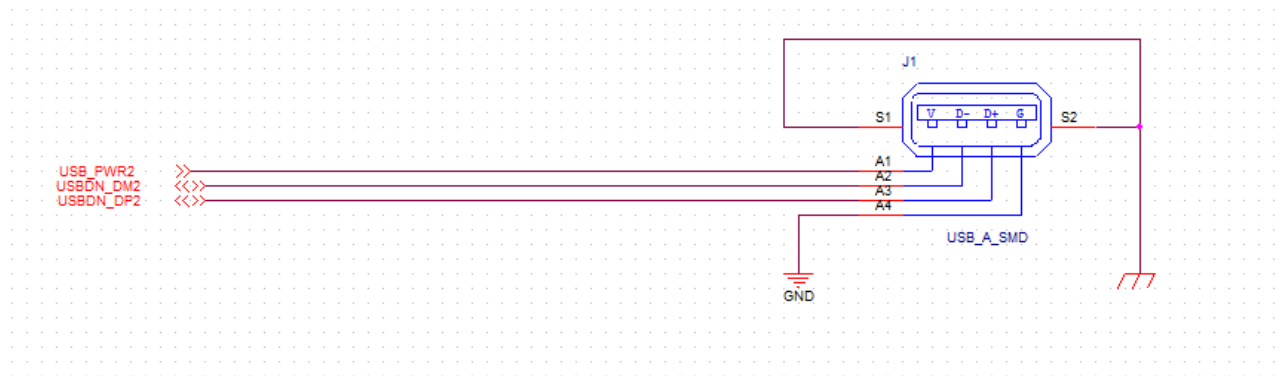 J1
V D- D+ G
S1 S2
A1
USB_PWR2
A2
USBDN_DM2
A3
USBDN_DP2
A4
USB_A_SMD
GND